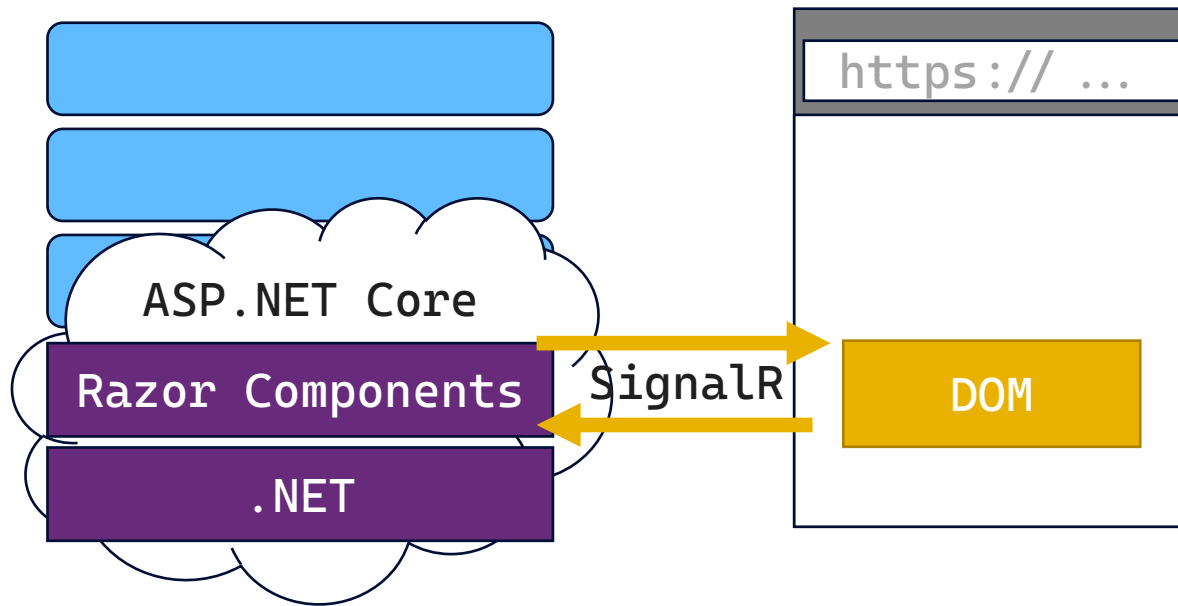 https:// ...
ASP.NET Core
Razor Components
SignalR
DOM
.NET